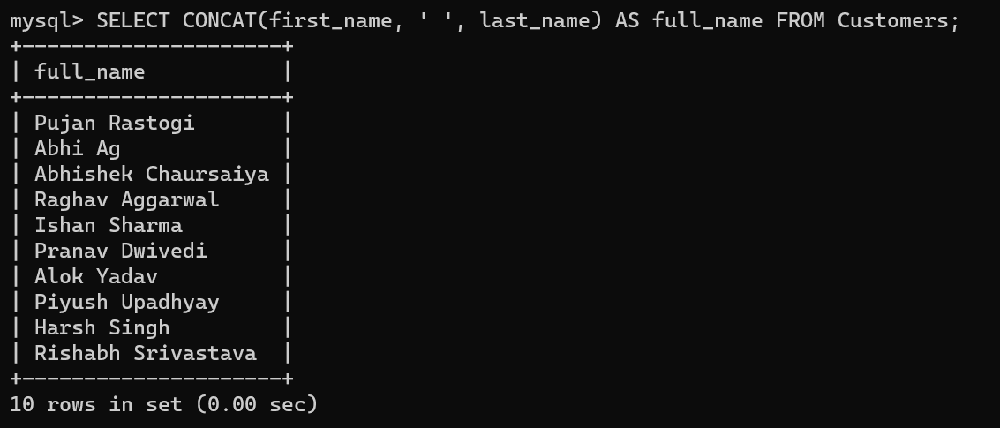 mysql> SELECT CONCAT(first_name, ' ', last_name) AS full_name FROM Customers;
+---------------------+
| full_name           |
+---------------------+
| Pujan Rastogi       |
| Abhi Ag             |
| Abhishek Chaursaiya |
| Raghav Aggarwal     |
| Ishan Sharma        |
| Pranav Dwivedi      |
| Alok Yadav          |
| Piyush Upadhyay     |
| Harsh Singh         |
| Rishabh Srivastava  |
+---------------------+
10 rows in set (0.00 sec)